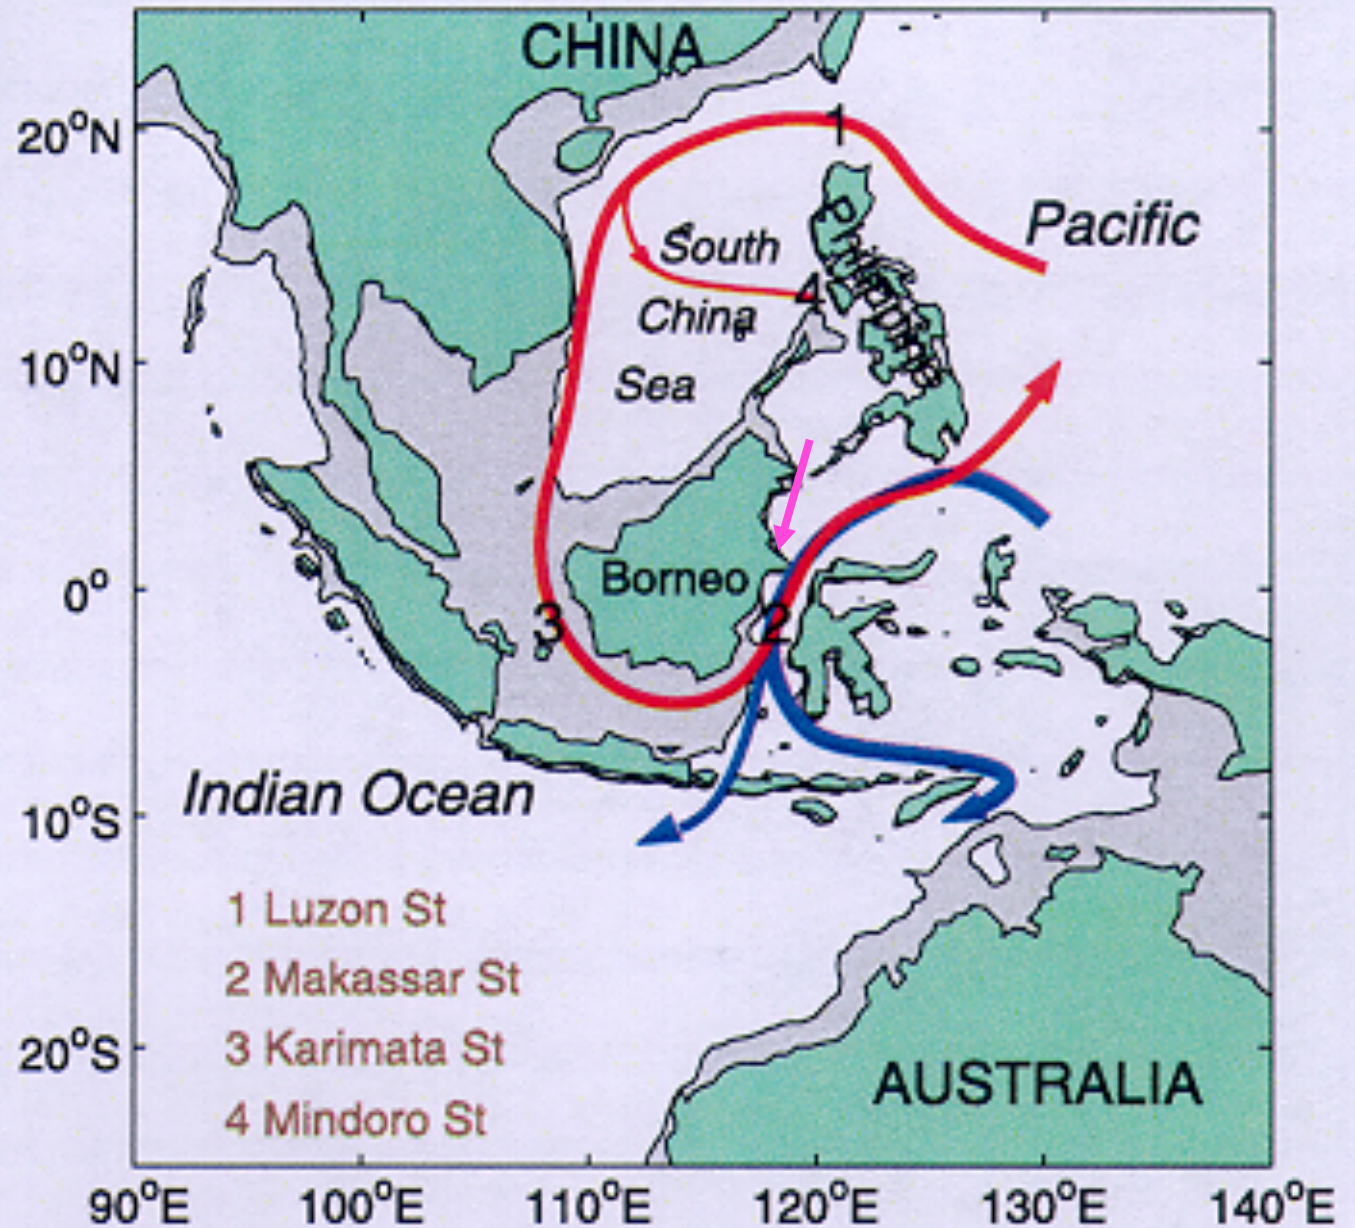 CHINA
20°N
1
Pacific
South
Philippine
4
China
10°N
Sea
0°
Borneo
3
2
Indian Ocean
10°S
1 Luzon St
2 Makassar St
3 Karimata St
20°S
AUSTRALIA
4 Mindoro St
90°E 100°E 110°E 120°E 130°E 140°E